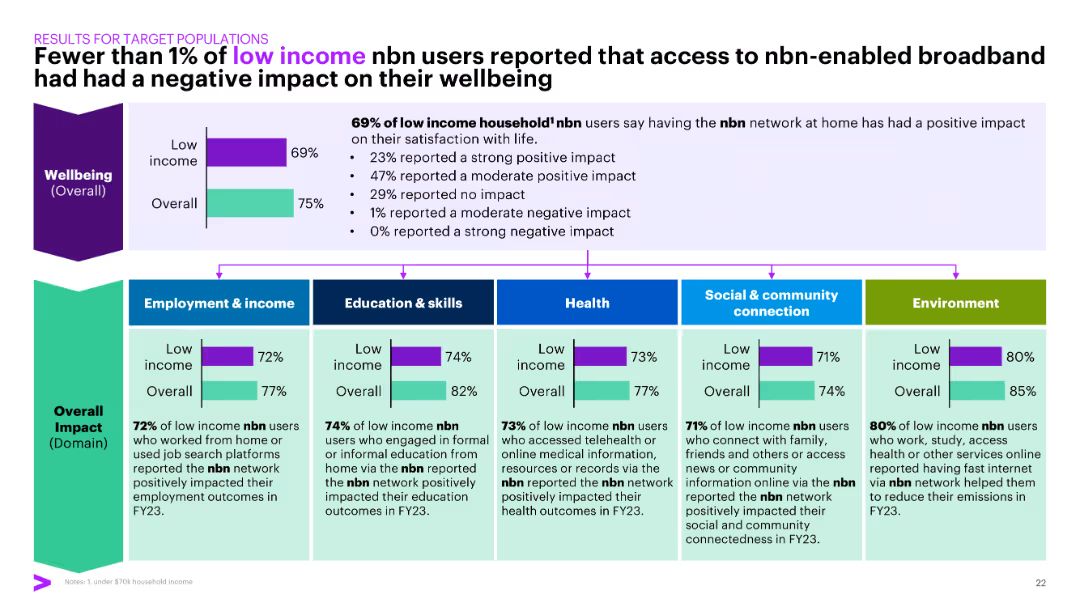 RESULTS FOR TARGET POPULATIONS
Fewer than 1% of low income nbn users reported that access to nbn-enabled broadband
had had a negative impact on their wellbeing
Wellbeing
(Overall)
Low
income
69%
Overall
75%
69% of low income household¹ nbn users say having the nbn network at home has had a positive impact
on their satisfaction with life.
• 23% reported a strong positive impact
• 47% reported a moderate positive impact
• 29% reported no impact
• 1% reported a moderate negative impact
• 0% reported a strong negative impact
Overall
Impact
(Domain)
Employment & income
Low
income
72%
Overall
77%
72% of low income nbn users
who worked from home or
used job search platforms
reported the nbn network
positively impacted their
employment outcomes in
FY23.
Education & skills
Low
income
74%
Overall
82%
74% of low income nbn
users who engaged in formal
or informal education from
home via the nbn reported
the nbn network positively
impacted their education
outcomes in FY23.
Health
Low
income
73%
Overall
77%
73% of low income nbn users
who accessed telehealth or
online medical information,
resources or records via the
nbn reported the nbn network
positively impacted their
health outcomes in FY23.
Social & community
connection
Low
income
71%
Overall
74%
71% of low income nbn users
who connect with family,
friends and others or access
news or community
information online via the nbn
reported the nbn network
positively impacted their
social and community
connectedness in FY23.
Environment
Low
income
80%
Overall
85%
80% of low income nbn users
who work, study, access
health or other services online
reported having fast internet
via nbn network helped them
to reduce their emissions in
FY23.
Notes: 1. under $70k household income
22